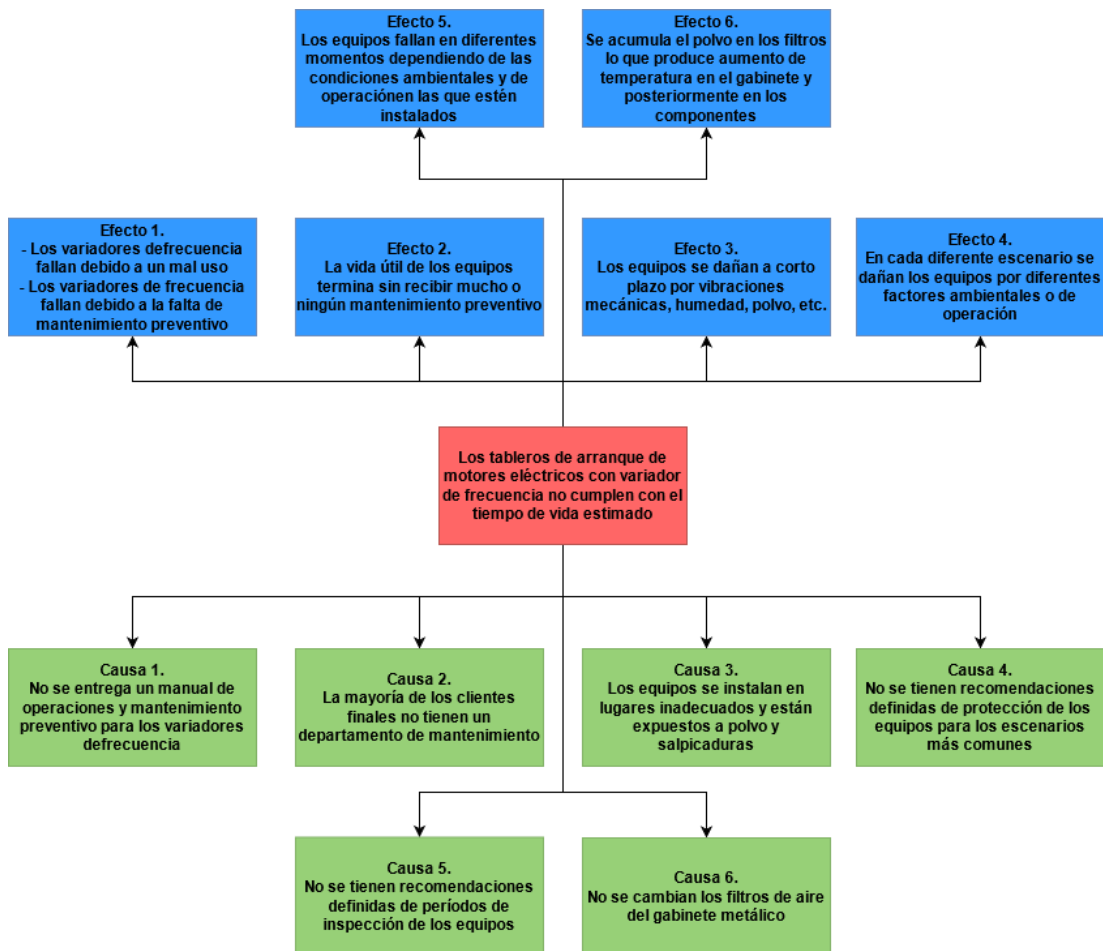 Efecto 5.
Los equipos fallan en diferentes
momentos dependiendo de las
condiciones ambientales y de
operaciónen las que estén
instalados
Efecto 6.
Se acumula el polvo en los filtros
lo que produce aumento de
temperatura en el gabinete y
posteriormente en los
componentes
Efecto 1.
- Los variadores defrecuencia
fallan debido a un mal uso
- Los variadores de frecuencia
fallan debido a la falta de
mantenimiento preventivo
Efecto 2.
La vida útil de los equipos
termina sin recibir mucho o
ningún mantenimiento preventivo
Efecto 3.
Los equipos se dañan a corto
plazo por vibraciones
mecánicas, humedad, polvo, etc.
Efecto 4.
En cada diferente escenario se
dañan los equipos por diferentes
factores ambientales o de
operación
Los tableros de arranque de
motores eléctricos con variador
de frecuencia no cumplen con el
tiempo de vida estimado
Causa 1.
No se entrega un manual de
operaciones y mantenimiento
preventivo para los variadores
defrecuencia
Causa 2.
La mayoría de los clientes
finales no tienen un
departamento de mantenimiento
Causa 3.
Los equipos se instalan en
lugares inadecuados y están
expuestos a polvo y
salpicaduras
Causa 4.
No se tienen recomendaciones
definidas de protección de los
equipos para los escenarios
más comunes
Causa 5.
No se tienen recomendaciones
definidas de períodos de
inspección de los equipos
Causa 6.
No se cambian los filtros de aire
del gabinete metálico